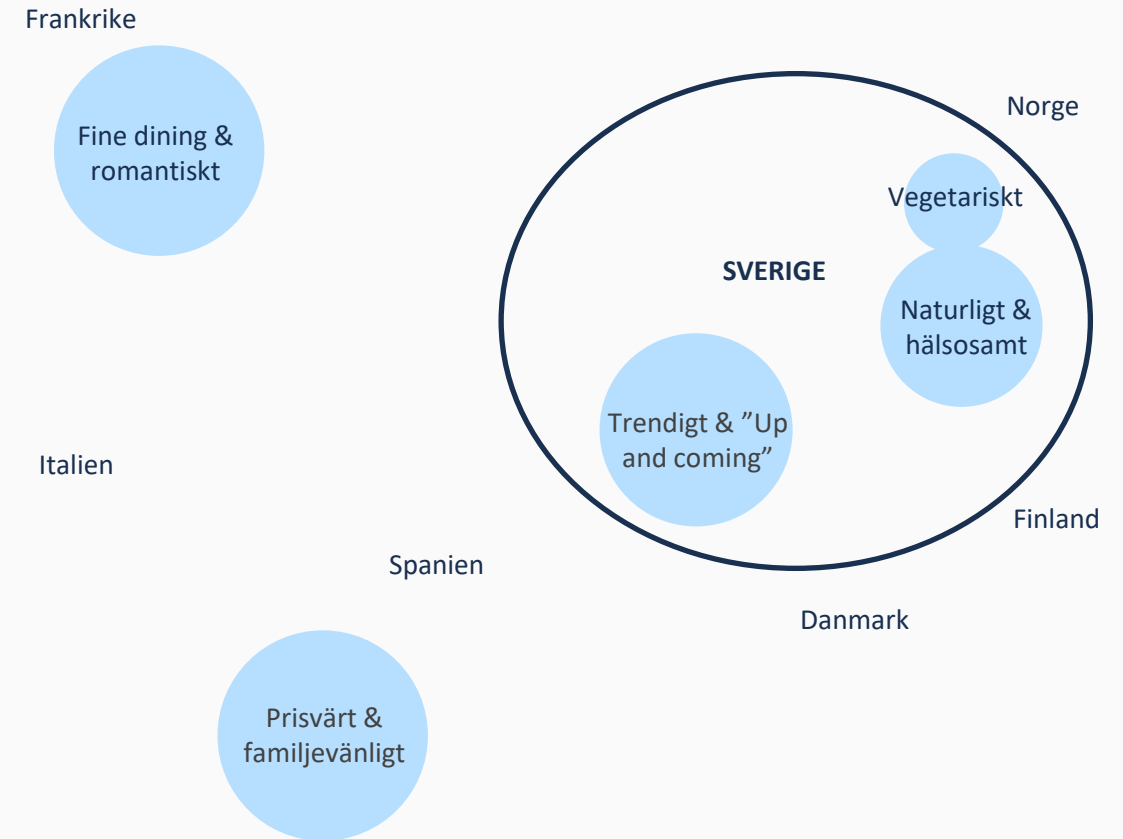 Frankrike
Fine dining &
romantiskt
Norge
Vegetariskt
SVERIGE
Naturligt &
hälsosamt
Trendigt & ”Up
and coming”
Italien
Finland
Spanien
Danmark
Prisvärt &
familjevänligt